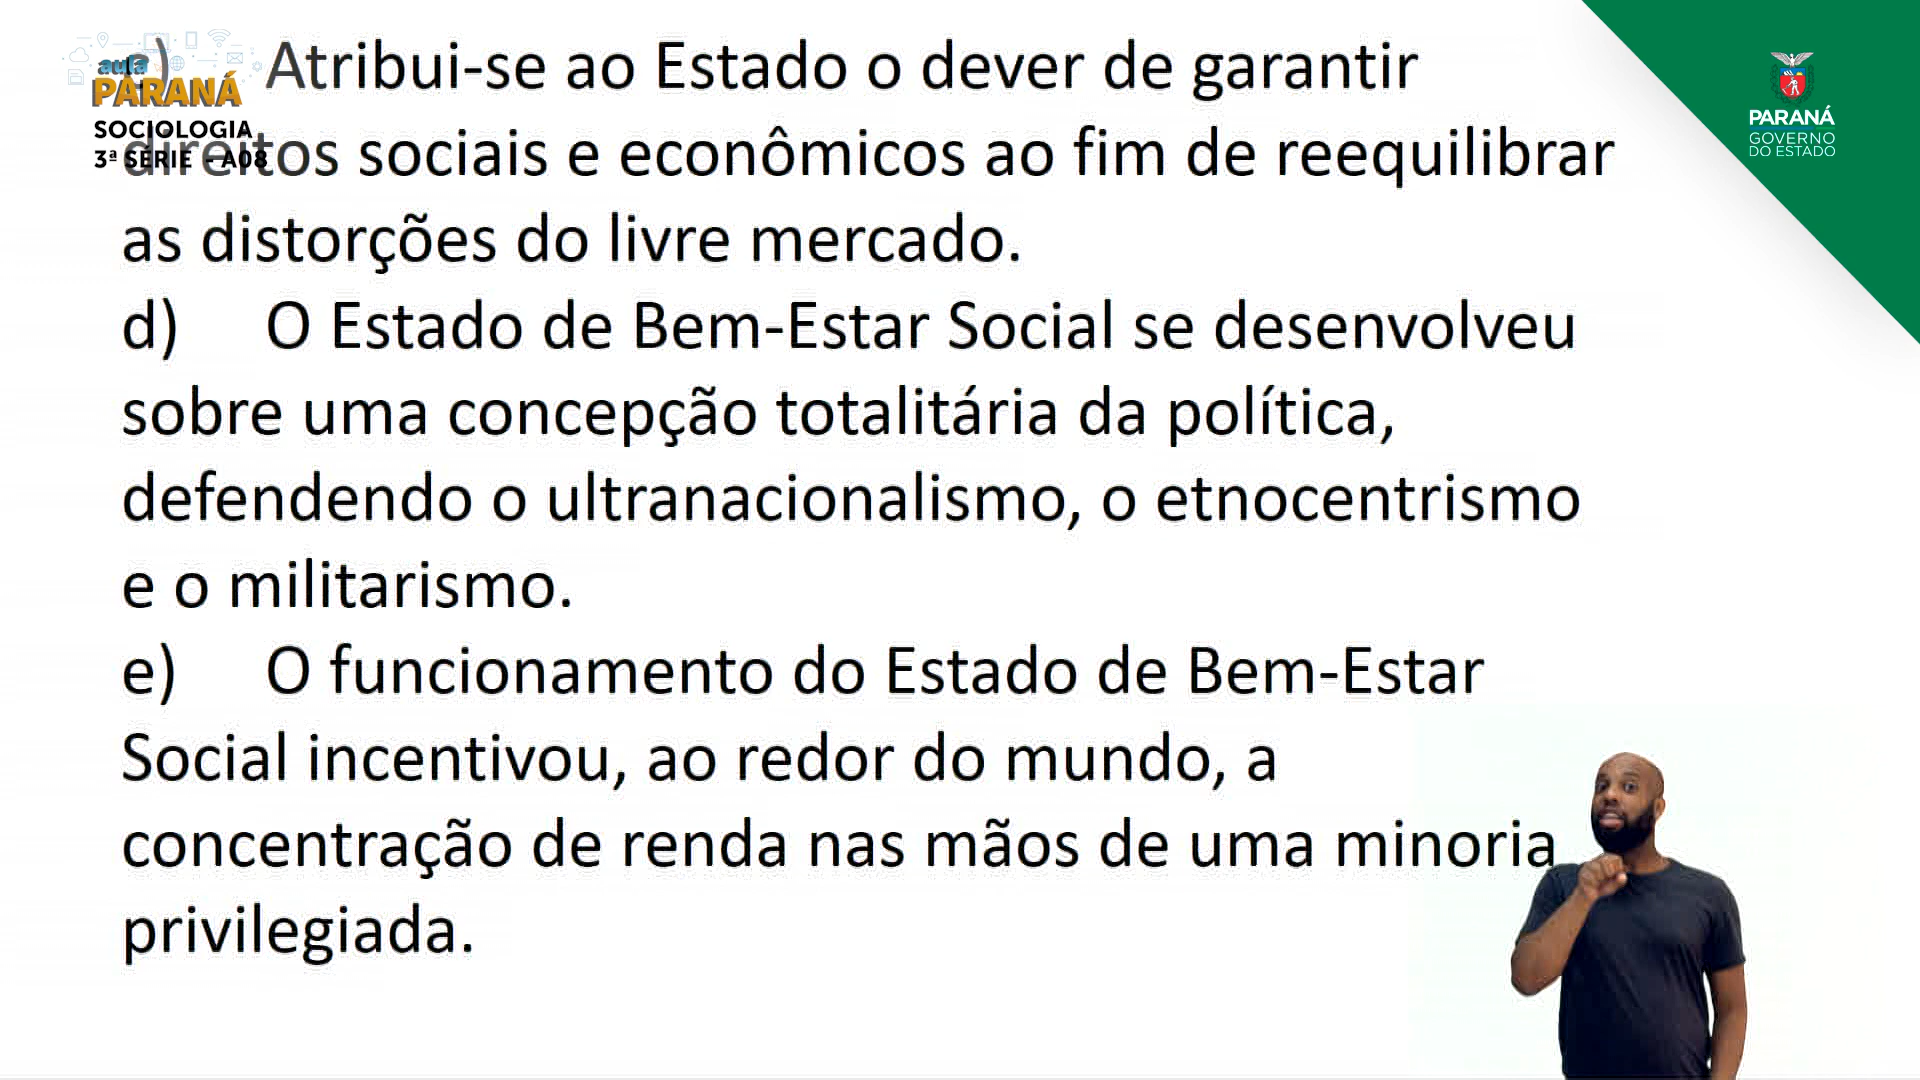 Atribui-se ao Estado o dever de garantir
direitos sociais e econômicos ao fim de reequilibrar
as distorções do livre mercado.
d) O Estado de Bem-Estar Social se desenvolveu
sobre uma concepção totalitária da política,
defendendo o ultranacionalismo, o etnocentrismo
e o militarismo.
e) O funcionamento do Estado de Bem-Estar
Social incentivou, ao redor do mundo, a
concentração de renda nas mãos de uma minoria
privilegiada.
aula
PARANÁ
SOCIOLOGIA
3ª SÉRIE - A08
PARANÁ
GOVERNO
DO ESTADO